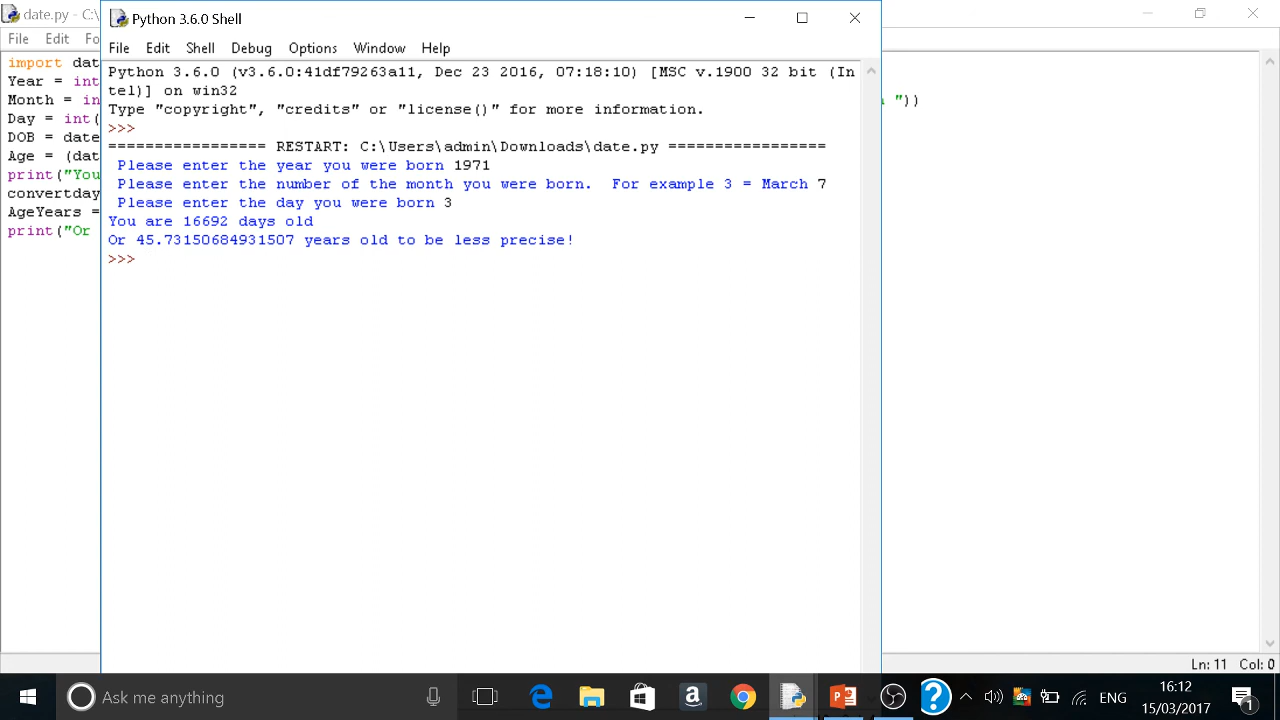 date.py - C:\
Python 3.6.0 Shell
File Edit Fo
File Edit Shell Debug Options Window Help
import dat
Year = int
Month = in
Day = int(
DOB = date
Age = (dat
print("You
convertday
AgeYears =
print("Or
"))
Python 3.6.0 (v3.6.0:41df79263a11, Dec 23 2016, 07:18:10) [MSC v.1900 32 bit (In
tel)] on win32
Type "copyright", "credits" or "license()" for more information.
>>>
================= RESTART: C:\Users\admin\Downloads\date.py =================
Please enter the year you were born 1971
Please enter the number of the month you were born.  For example 3 = March 7
Please enter the day you were born 3
You are 16692 days old
Or 45.73150684931507 years old to be less precise!
>>>
Ln: 11 Col: 0
Ask me anything
ENG
16:12
15/03/2017
1